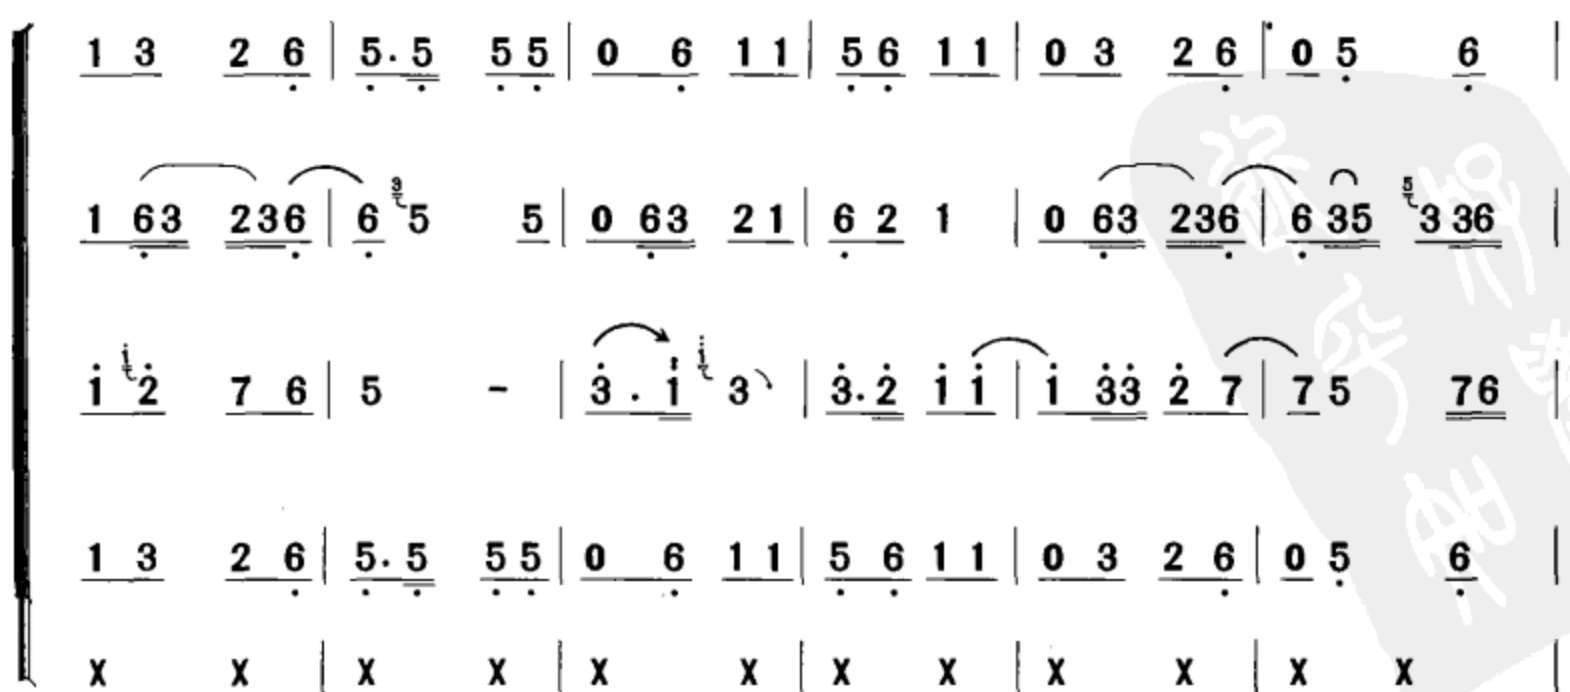 1 3 2 6 | 5. 5 5 5 | 0 6 1 1 | 5 6 1 1 | 0 3 2 6 | 0 5 6 |
1 63 236 | 6 3 5 5 | 0 63 21 | 6 2 1 | 0 63 236 | 6 35 5 3 36 |
1 i 2 7 6 | 5 - | 3 . 1 i 3 | 3. 2 1 1 | 1 33 2 7 | 7 5 76 |
1 3 2 6 | 5. 5 5 5 | 0 6 1 1 | 5 6 1 1 | 0 3 2 6 | 0 5 6 |
X X | X X | X X | X X | X X | X X |